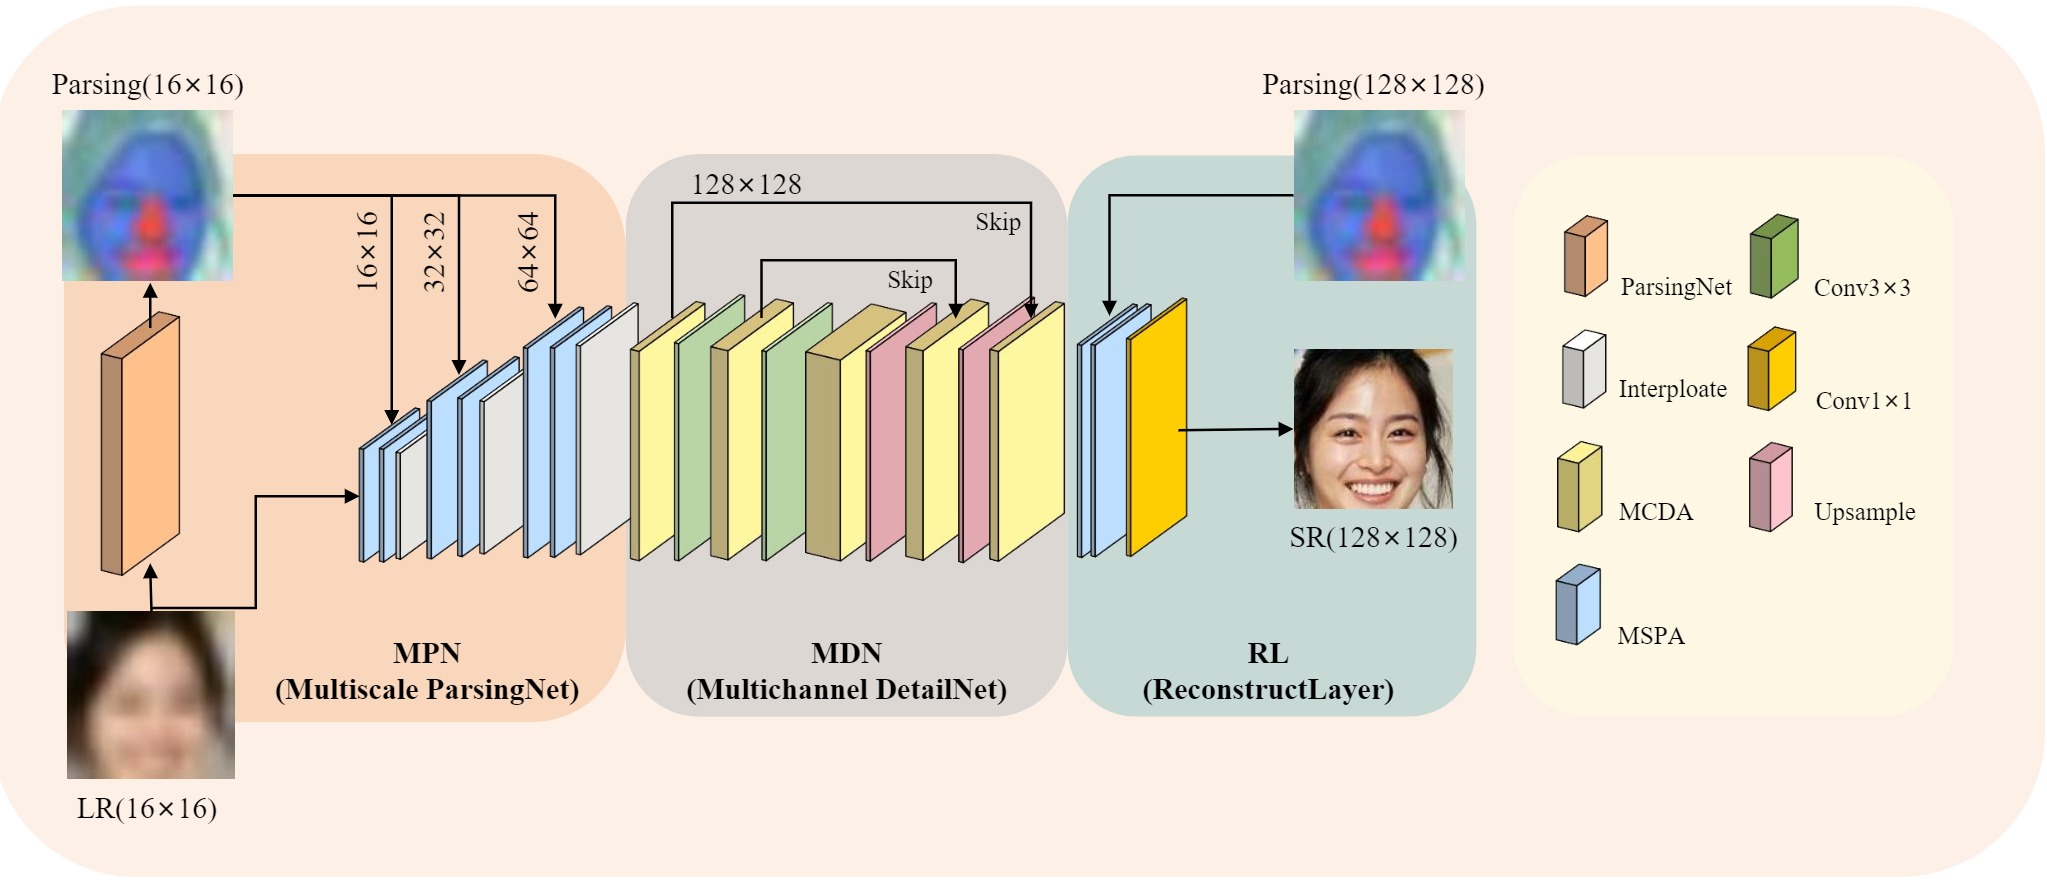 Parsing(16×16)
Parsing(128×128)
16×16
32×32
64×64
128×128
Skip
Skip
ParsingNet
Conv3×3
Interploate
Conv1×1
MCDA
Upsample
MSPA
SR(128×128)
MPN
(Multiscale ParsingNet)
MDN
(Multichannel DetailNet)
RL
(ReconstructLayer)
LR(16×16)